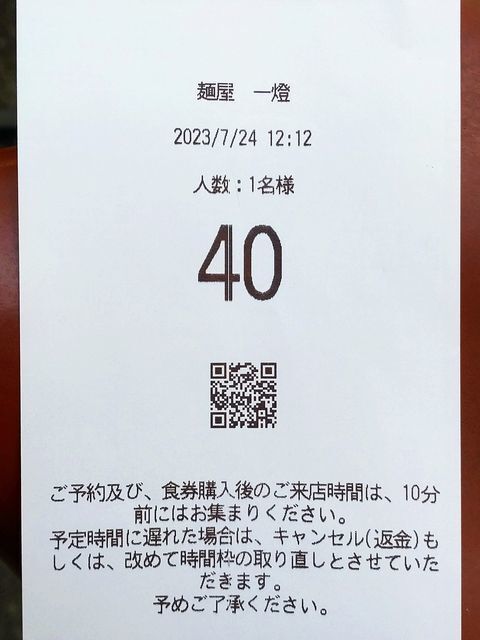 麺屋　一燈
2023/7/24 12:12
人数：1名様
40
ご予約及び、食券購入後のご来店時間は、10分
前にはお集まりください。
予定時間に遅れた場合は、キャンセル(返金)も
しくは、改めて時間枠の取り直しとさせていた
だきます。
予めご了承ください。